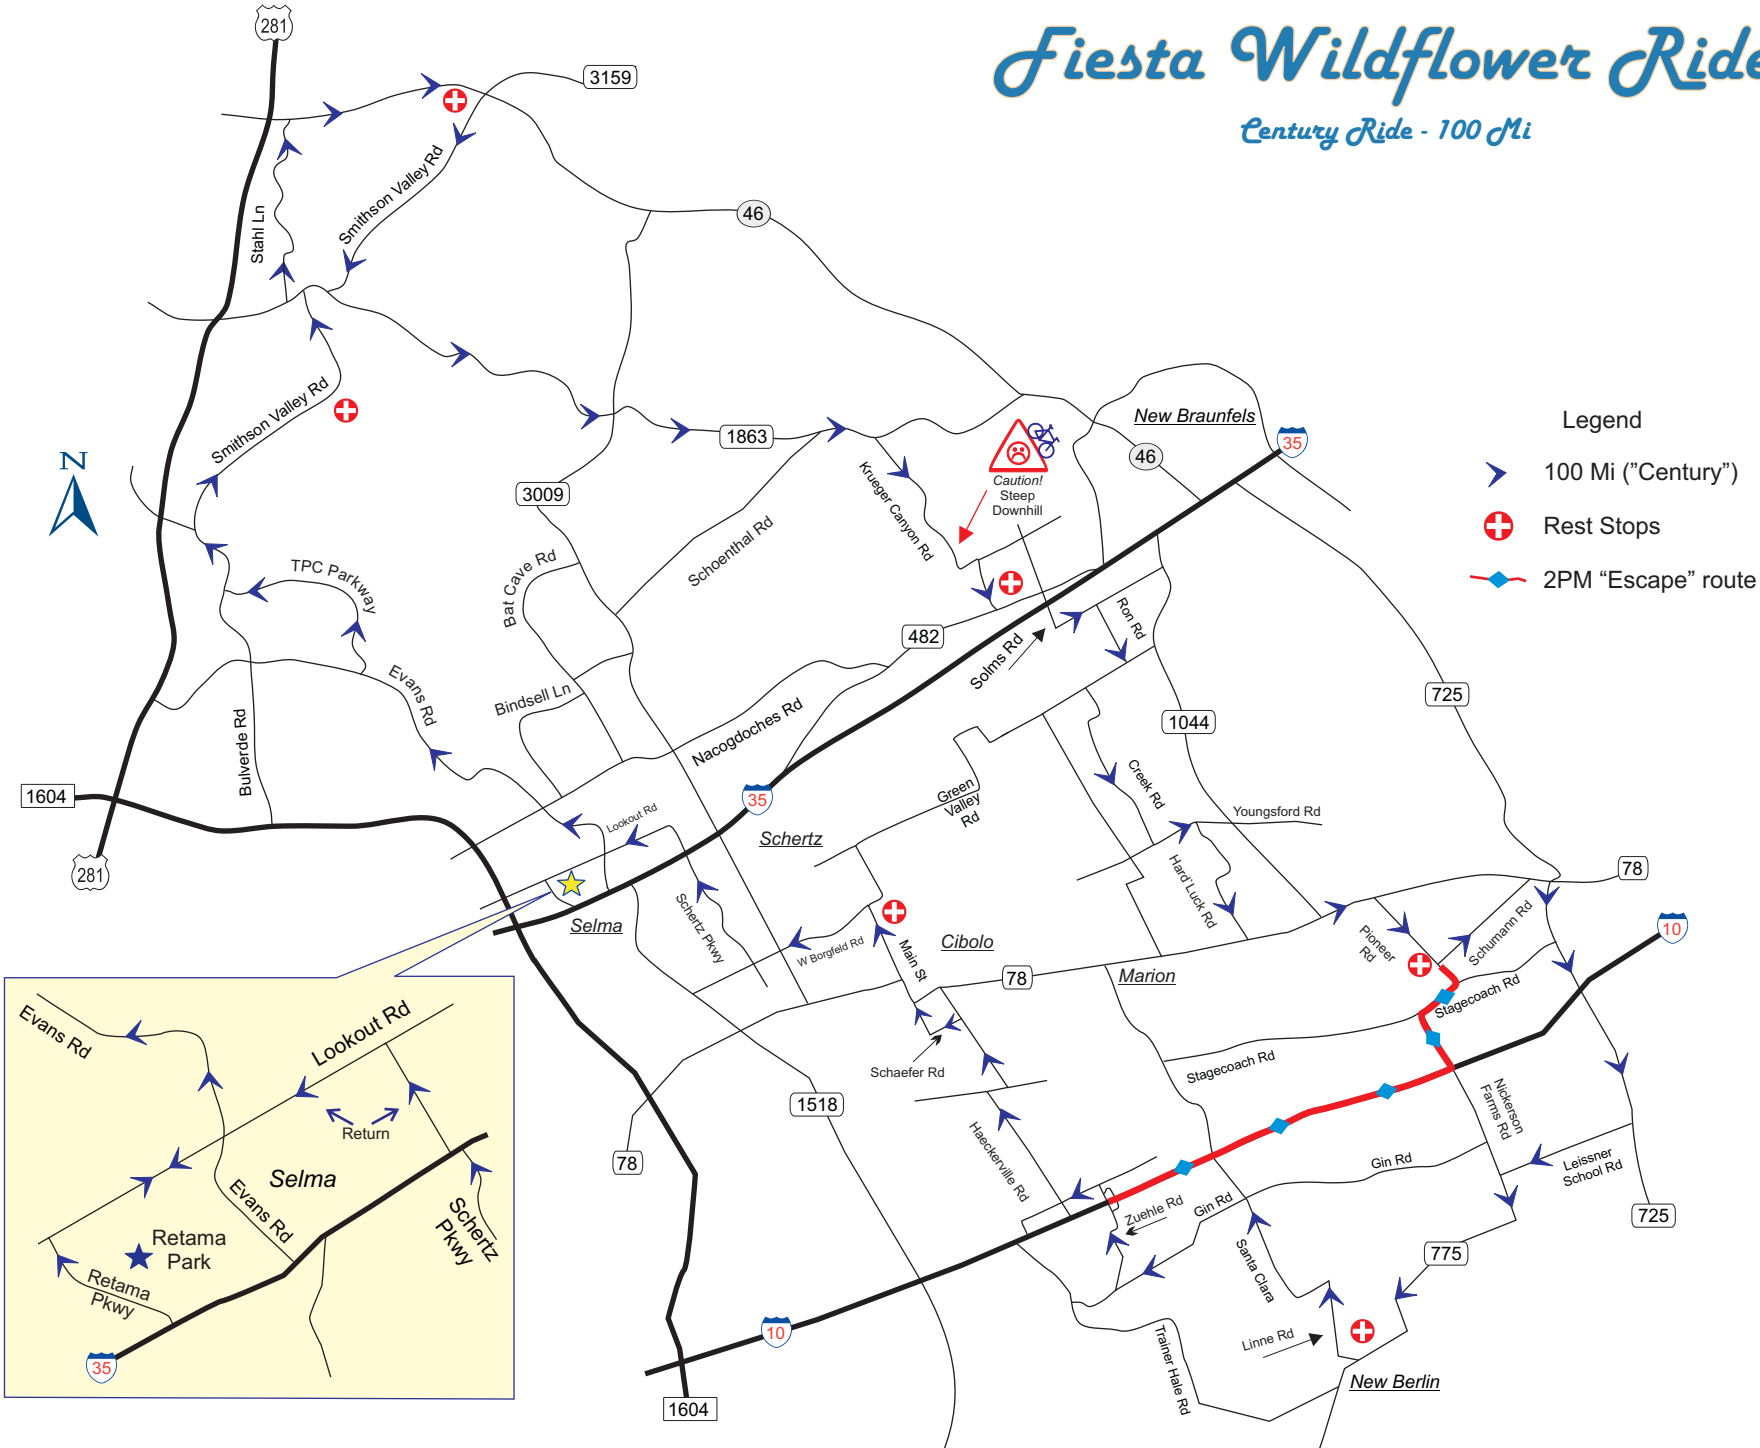 Fiesta Wildflower Ride
Century Ride - 100 Mi
281
3159
Smithson Valley Rd
Stahl Ln
46
New Braunfels
35
46
Legend
100 Mi ("Century")
Rest Stops
2PM "Escape" route
1863
Smithson Valley Rd
N
3009
Krueger Canyon Rd
Caution!
Steep
Downhill
Schoenthal Rd
Bat Cave Rd
TPC Parkway
482
Ron Rd
Solms Rd
Evans Rd
Bindsell Ln
Nacogdoches Rd
725
1044
Bulverde Rd
1604
281
35
Lookout Rd
Schertz
Green
Valley
Rd
Creek Rd
Youngsford Rd
78
Hard'Luck Rd
Selma
Schertz Pkwy
W Borgfeld Rd
Main St
Cibolo
Marion
78
Pioneer
Rd
Schumann Rd
10
Stagecoach Rd
Stagecoach Rd
Schaefer Rd
1518
78
Haeckerville Rd
Nickerson
Farms Rd
Leissner
School Rd
Gin Rd
Gin Rd
Zuehle Rd
Santa Clara
725
775
Linne Rd
Trainer Hale Rd
New Berlin
10
1604
Evans Rd
Lookout Rd
Return
Selma
Evans Rd
Schertz
Pkwy
Retama
Park
Retama
Pkwy
35